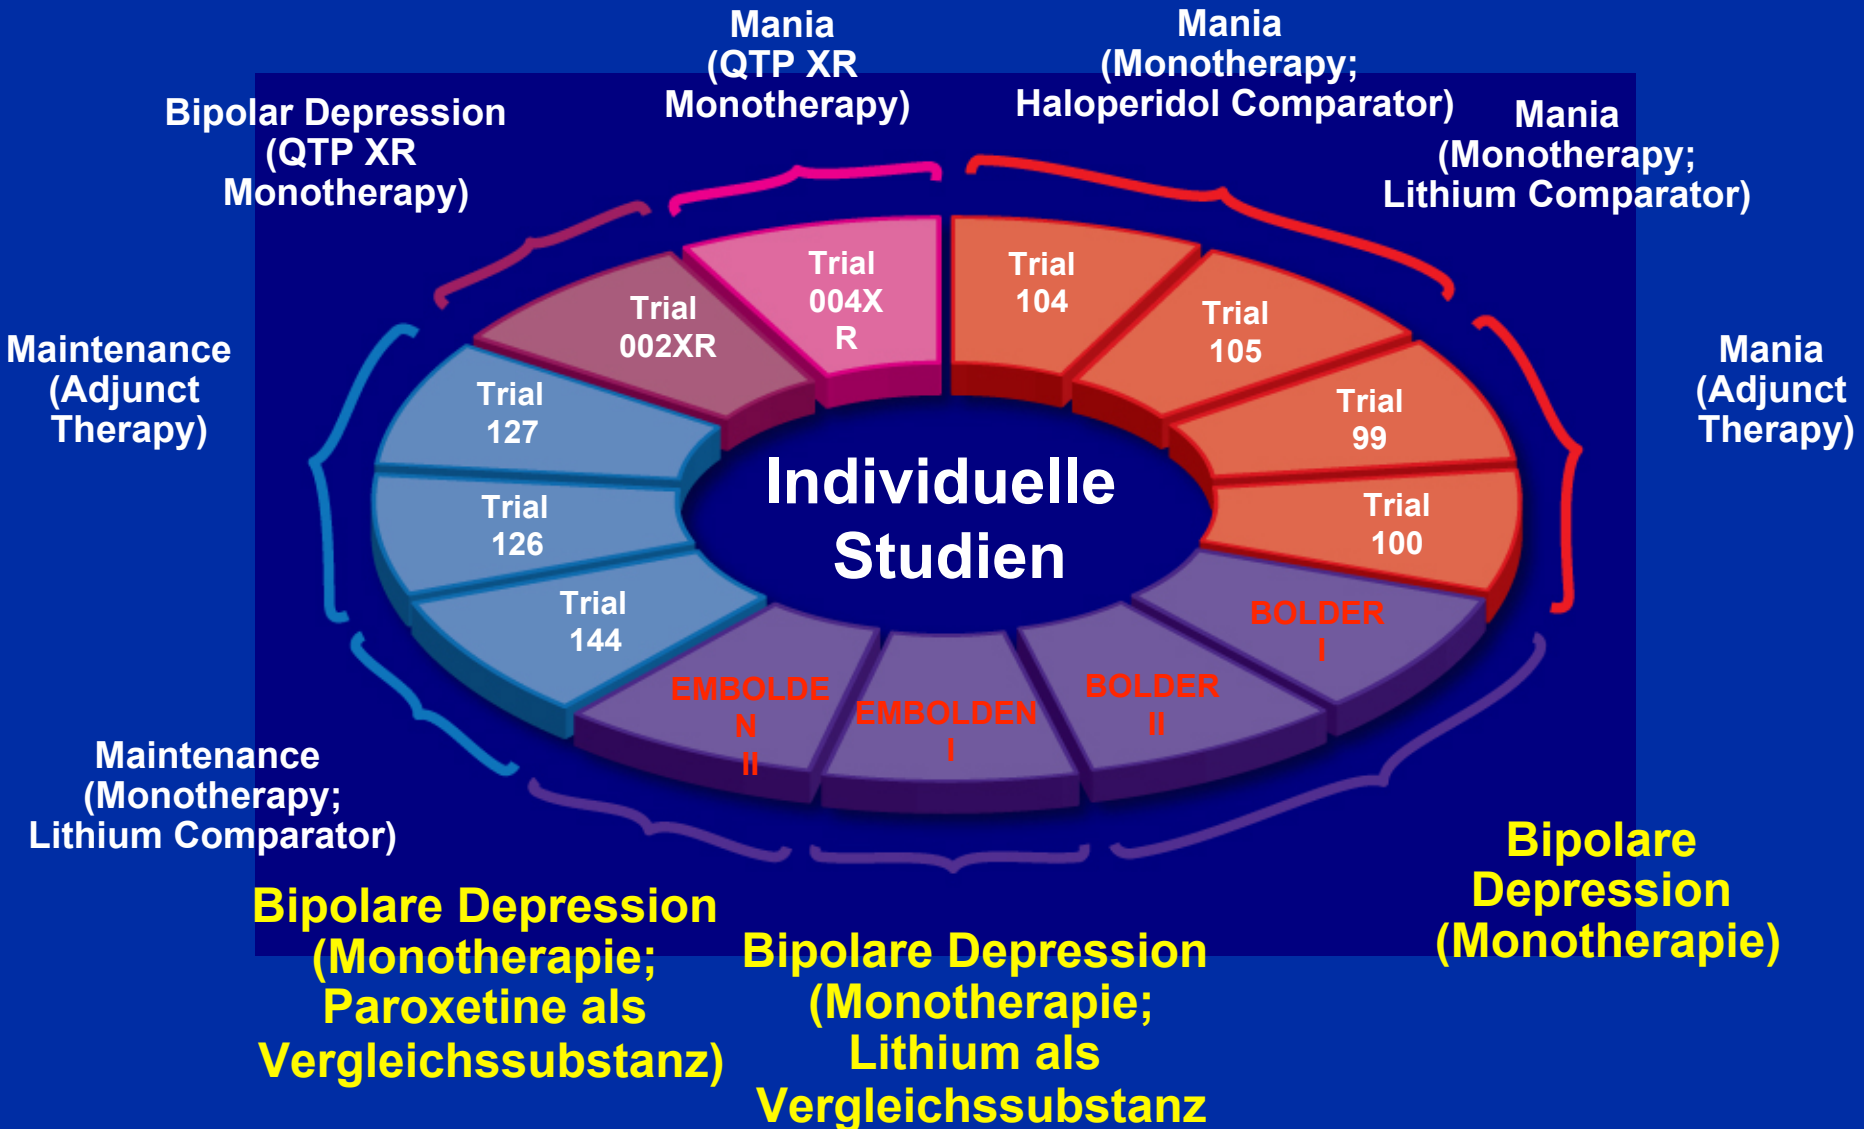 Mania
(QTP XR
Monotherapy)
Mania
(Monotherapy;
Haloperidol Comparator)
Bipolar Depression
(QTP XR
Monotherapy)
Mania
(Monotherapy;
Lithium Comparator)
Trial
004X
R
Trial
104
Trial
002XR
Trial
105
Maintenance
(Adjunct
Therapy)
Mania
(Adjunct
Therapy)
Trial
127
Trial
99
Individuelle
Studien
Trial
126
Trial
100
Trial
144
BOLDER
I
EMBOLDE
N
II
EMBOLDEN
I
BOLDER
II
Maintenance
(Monotherapy;
Lithium Comparator)
Bipolare
Depression
(Monotherapie)
Bipolare Depression
(Monotherapie;
Paroxetine als
Vergleichssubstanz)
Bipolare Depression
(Monotherapie;
Lithium als
Vergleichssubstanz